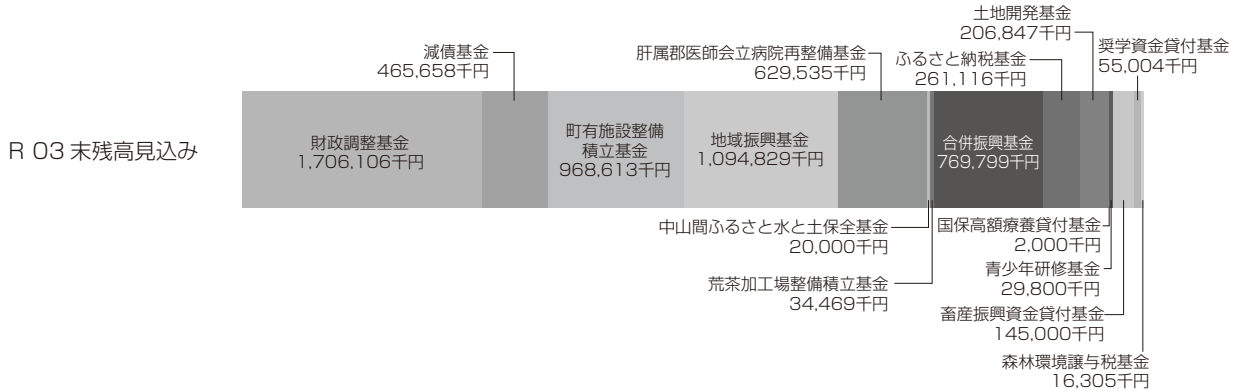 R 03 末残高見込み
財政調整基金
1,706,106千円
減債基金
465,658千円
町有施設整備
積立基金
968,613千円
地域振興基金
1,094,829千円
肝属郡医師会立病院再整備基金
629,535千円
中山間ふるさと水と土保全基金
20,000千円
荒茶加工場整備積立基金
34,469千円
合併振興基金
769,799千円
ふるさと納税基金
261,116千円
土地開発基金
206,847千円
国保高額療養貸付基金
2,000千円
青少年研修基金
29,800千円
畜産振興資金貸付基金
145,000千円
奨学資金貸付基金
55,004千円
森林環境譲与税基金
16,305千円